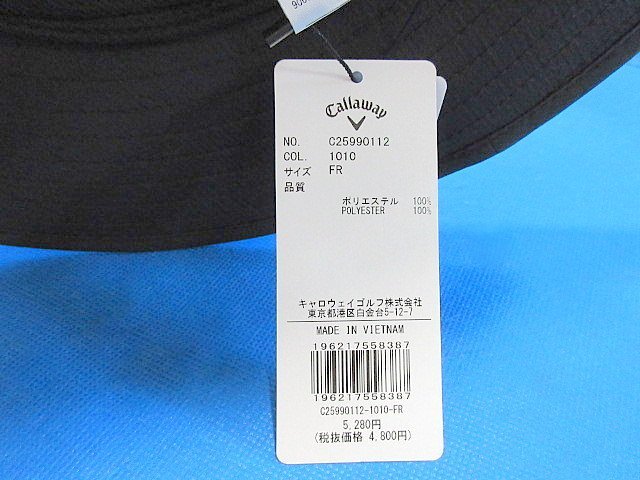 Callaway
NO. C25990112
COL. 1010
サイズ FR
品質
ポリエステル 100%
POLYESTER 100%
キャロウェイゴルフ株式会社
東京都港区白金台5-12-7
MADE IN VIETNAM
196217558387
196217558387
C25990112-1010-FR
5,280円
(税抜価格 4,800円)